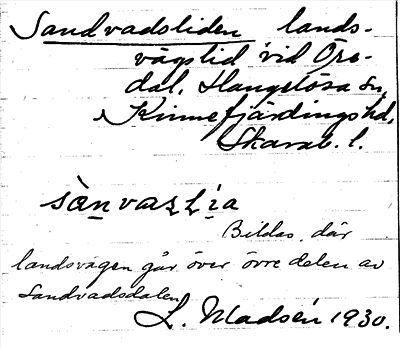 Sandvadsliden lands-
vägslid vid Öre-
dal, Hangelösa sn,
Kinnefjärdings hd,
Skarab. l.
sànvaʂɭia
Bildas, där
landsvägen går över övre delen av
Sandvadsdalen
L. Madsén 1930.